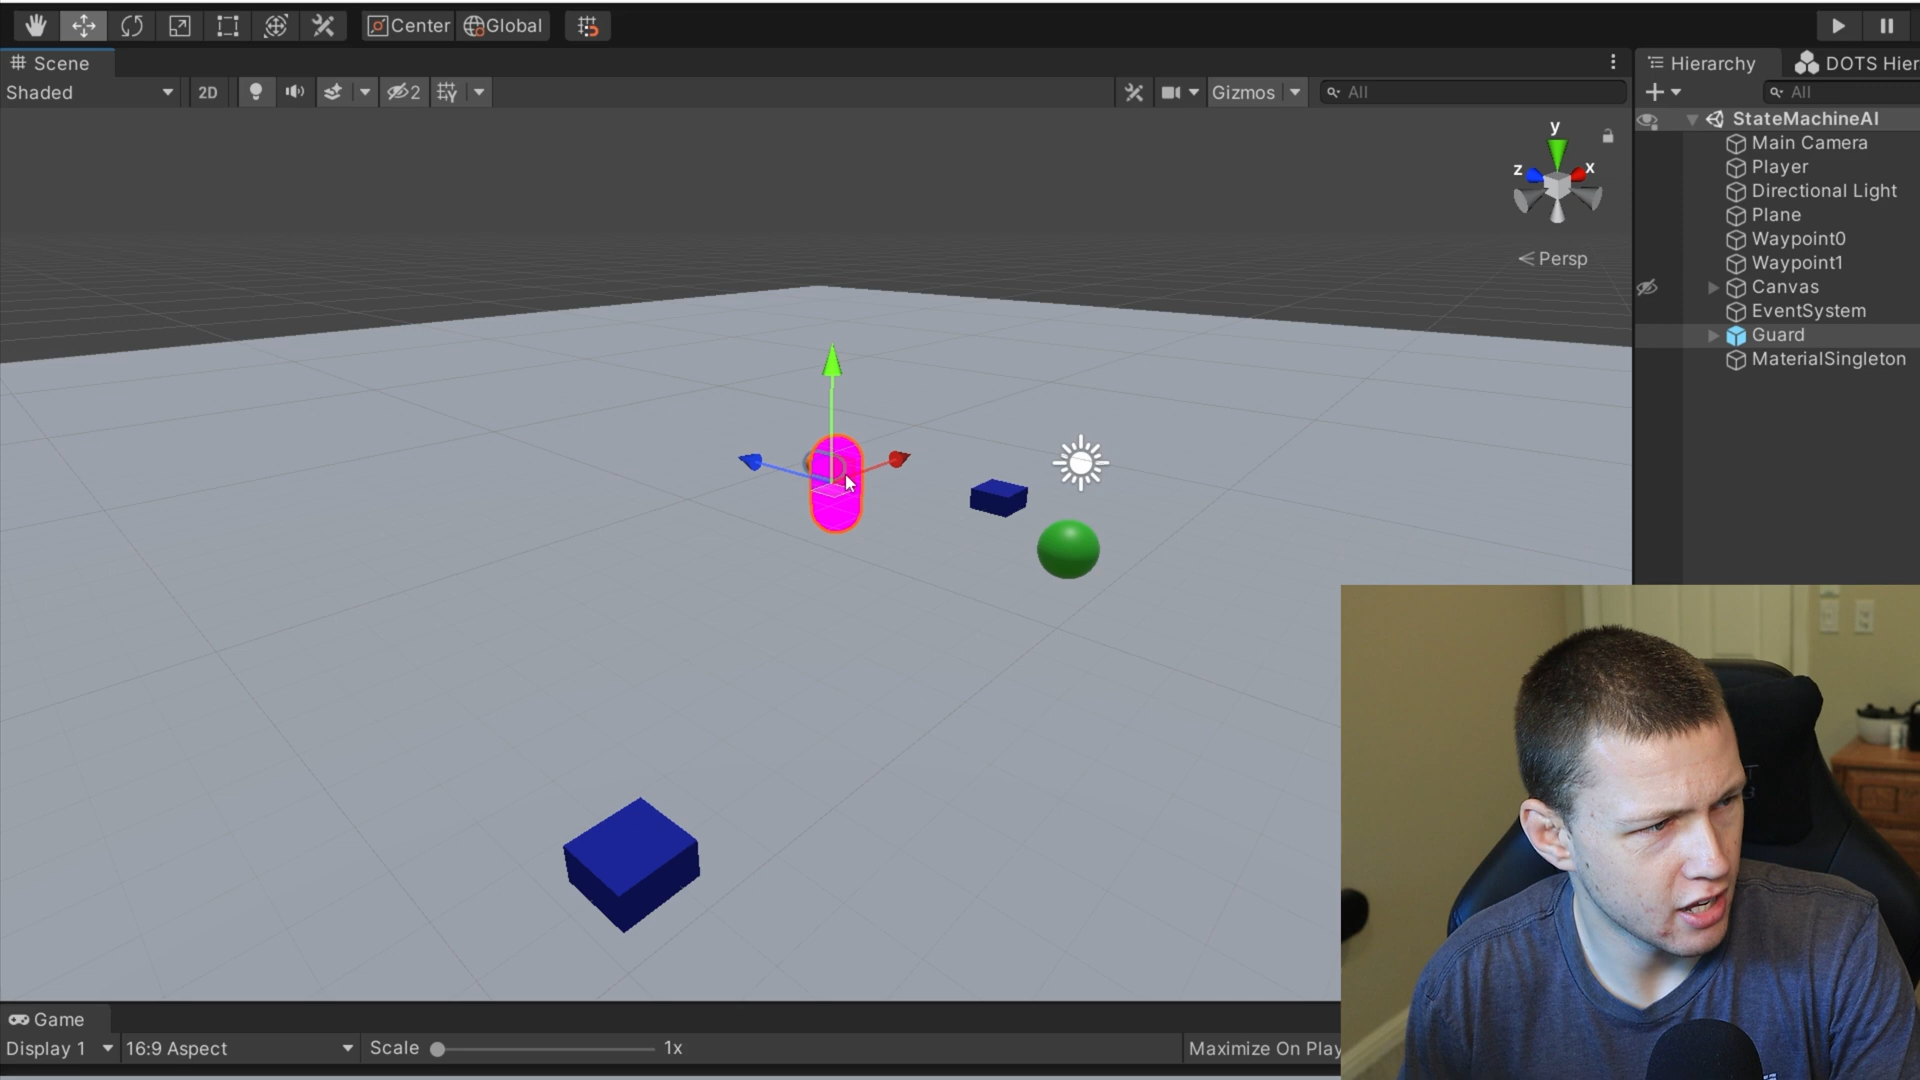 Center Global
Scene
Hierarchy DOTS Hier
Shaded 2D 2 Gizmos All
All
StateMachineAI
Main Camera
Player
Directional Light
Plane
Waypoint0
Waypoint1
Canvas
EventSystem
Guard
MaterialSingleton
y
z x
Persp
Game
Display 1 16:9 Aspect Scale 1x Maximize On Play